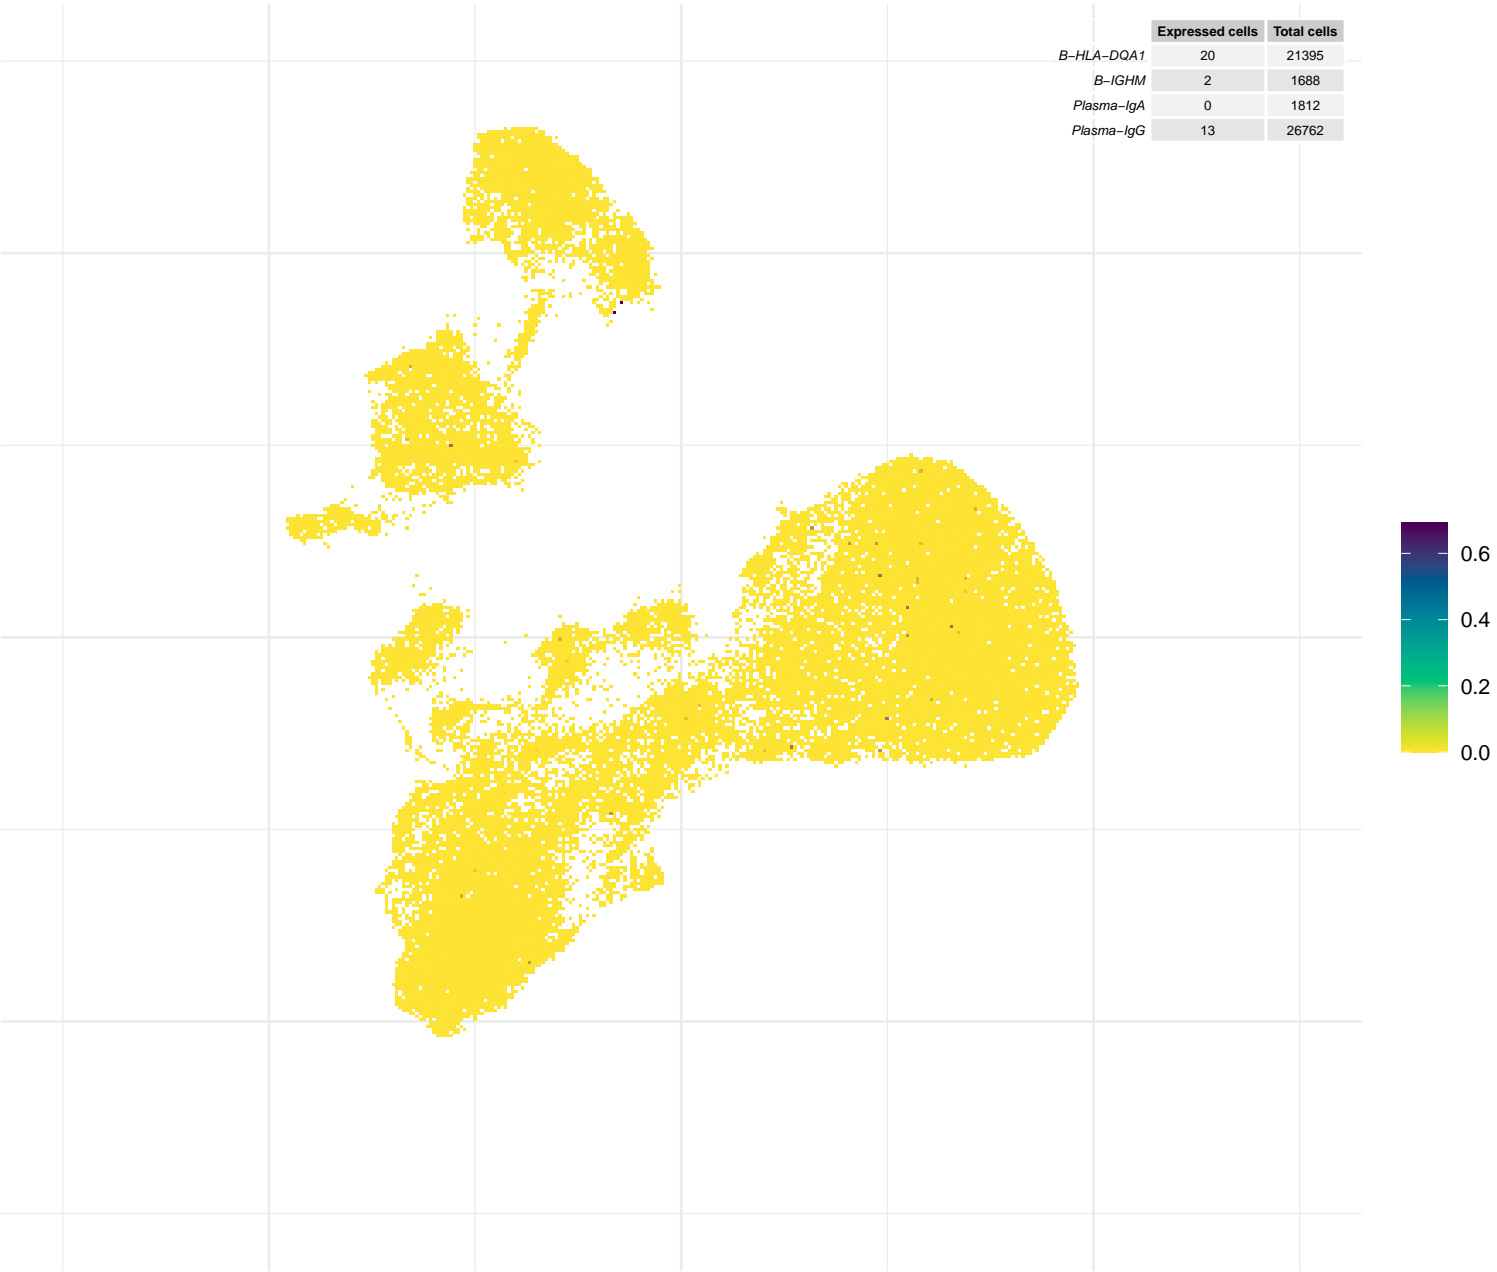 Expressed cells Total cells
B−HLA−DQA1 20 21395
B−IGHM 2 1688
Plasma−IgA 0 1812
Plasma−IgG 13 26762
0.6
0.4
0.2
0.0